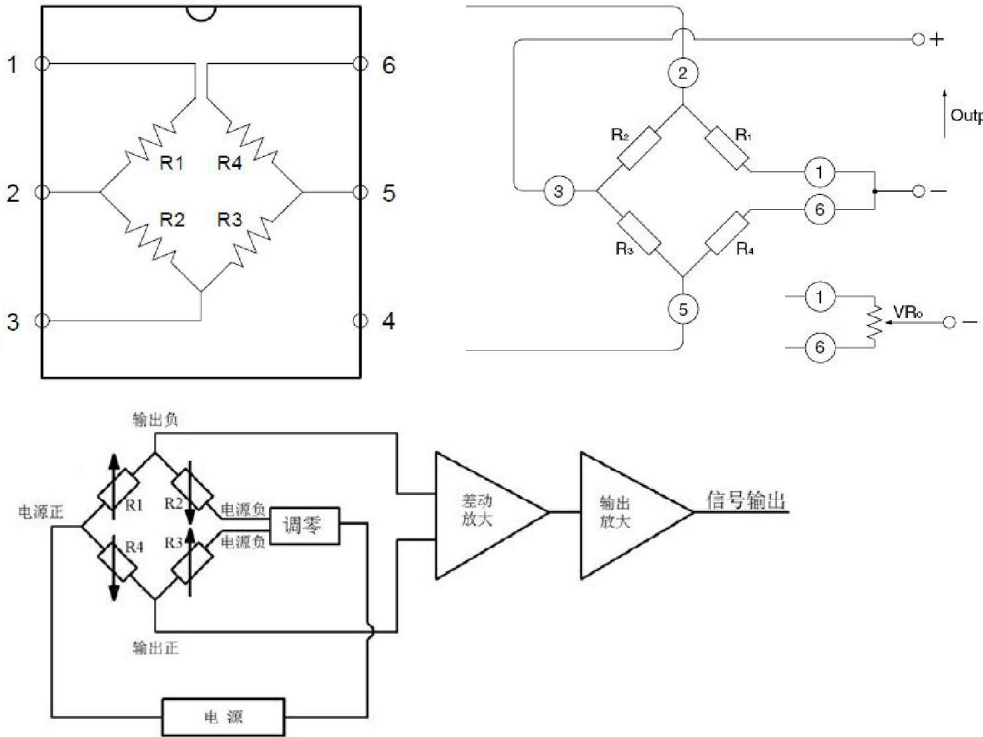 1
6
R1
R4
2
5
R2
R3
3
4
2
+
R₂
R₁
Outp
3
1
−
6
R₃
R₄
5
1
VR₀
−
6
输出负
电源正
R1
R2
电源负
调零
R4
R3
电源负
输出正
电 源
差动
放大
输出
放大
信号输出